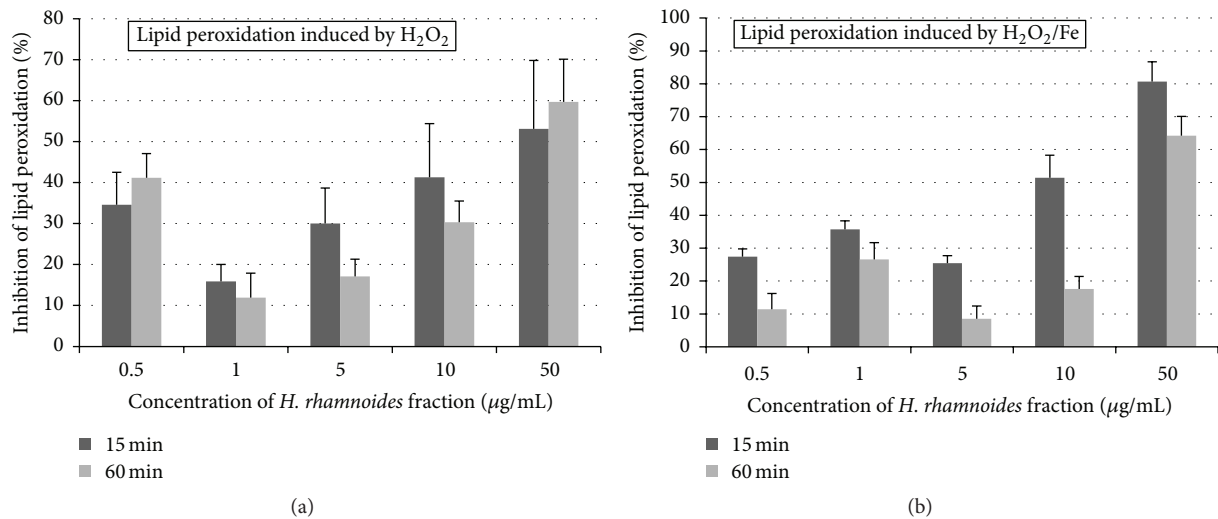 Lipid peroxidation induced by H₂O₂
Inhibition of lipid peroxidation (%)
80
70
60
50
40
30
20
10
0
0.5 1 5 10 50
Concentration of H. rhamnoides fraction (µg/mL)
15 min
60 min
(a)
Lipid peroxidation induced by H₂O₂/Fe
Inhibition of lipid peroxidation (%)
100
90
80
70
60
50
40
30
20
10
0
0.5 1 5 10 50
Concentration of H. rhamnoides fraction (µg/mL)
15 min
60 min
(b)